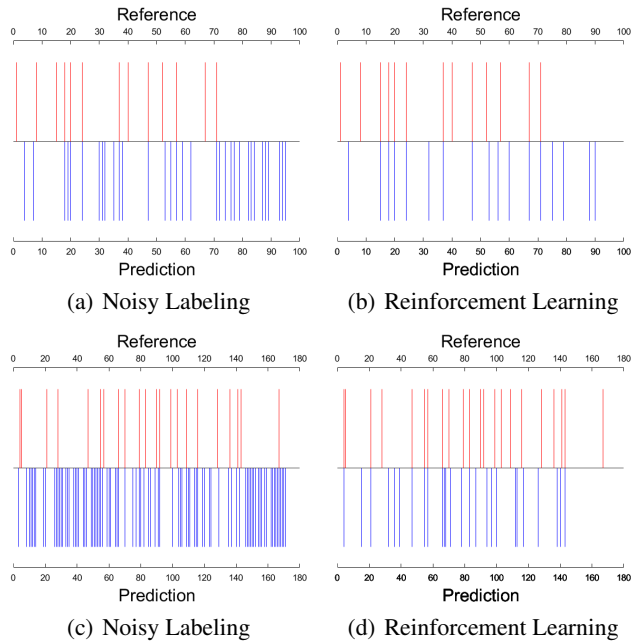 Reference Reference
0 10 20 30 40 50 60 70 80 90 100 0 10 20 30 40 50 60 70 80 90 100
0 10 20 30 40 50 60 70 80 90 100 0 10 20 30 40 50 60 70 80 90 100
Prediction Prediction
(a) Noisy Labeling (b) Reinforcement Learning
Reference Reference
0 20 40 60 80 100 120 140 160 180 0 20 40 60 80 100 120 140 160 180
0 20 40 60 80 100 120 140 160 180 0 20 40 60 80 100 120 140 160 180
Prediction Prediction
(c) Noisy Labeling (d) Reinforcement Learning